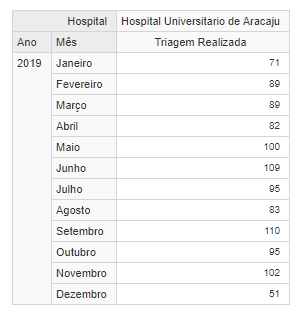 Hospital Hospital Universitario de Aracaju
Ano Mês Triagem Realizada
2019 Janeiro 71
Fevereiro 89
Março 89
Abril 82
Maio 100
Junho 109
Julho 95
Agosto 83
Setembro 110
Outubro 95
Novembro 102
Dezembro 51